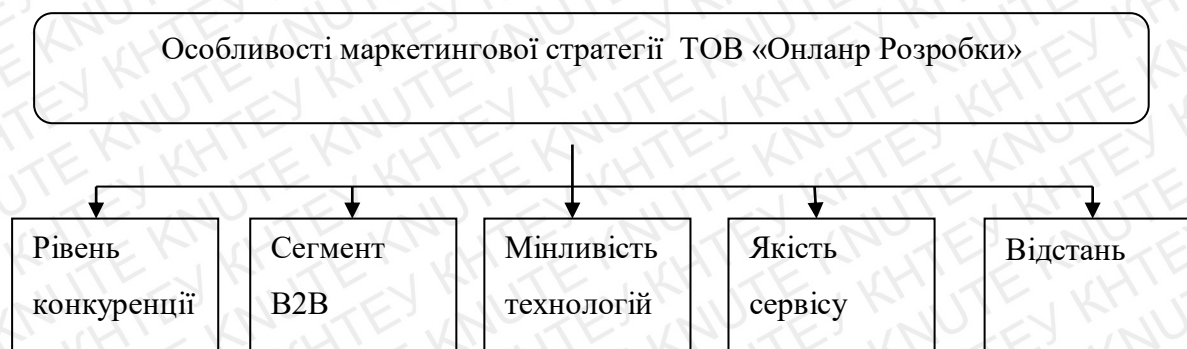 Особливості маркетингової стратегії ТОВ «Онланр Розробки»
Рівень
конкуренції
Сегмент
B2B
Мінливість
технологій
Якість
сервісу
Відстань